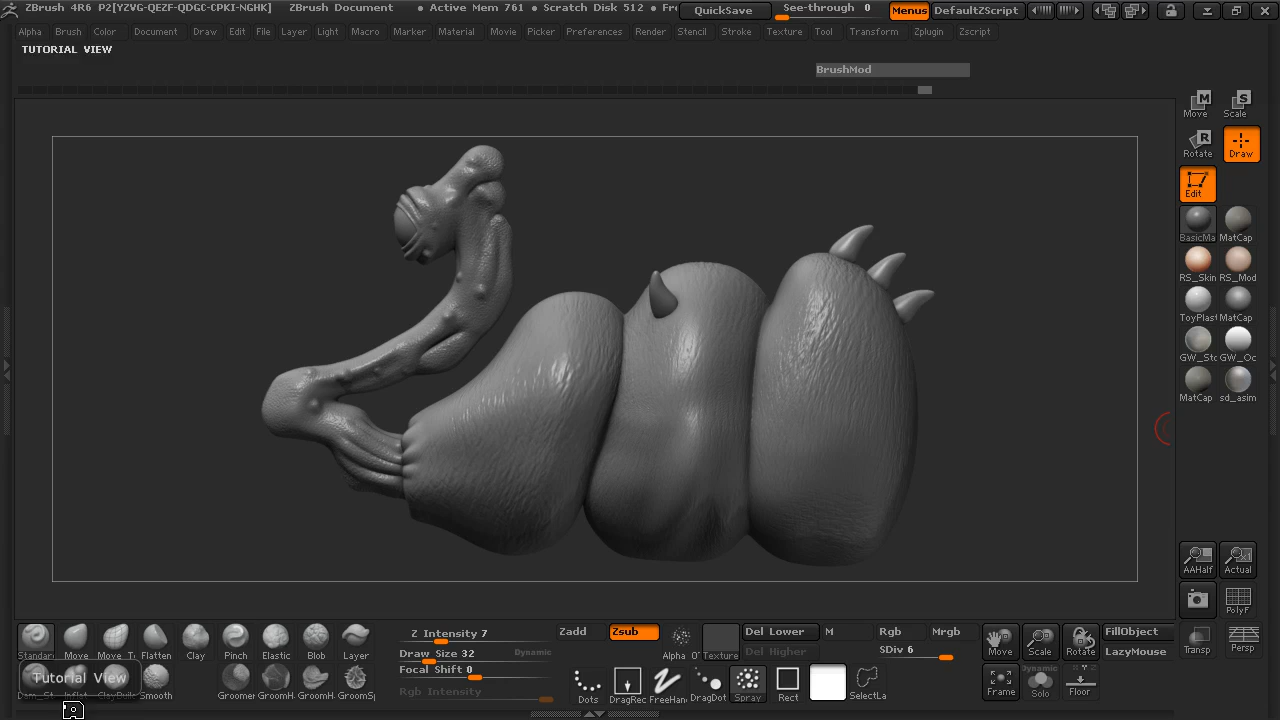 ZBrush 4R6 P2[YZVG-QEZF-QDGC-CPKI-NGHK] ZBrush Document • Active Mem 761 • Scratch Disk 512 • QuickSave See-through 0 Menus DefaultZScript
Alpha Brush Color Document Draw Edit File Layer Light Macro Marker Material Movie Picker Preferences Render Stencil Stroke Texture Tool Transform Zplugin Zscript
TUTORIAL VIEW
BrushMod
Move Scale
Rotate Draw
Edit
BasicMa MatCap
RS_Skin RS_Mod
ToyPlast MatCap
GW_Sto GW_Oc
MatCap sd_asim
AAHalf Actual
PolyF
Z Intensity 7 Zadd Zsub Alpha Texture Del Lower M Rgb Mrgb FillObject
Standar Move Move_T Flatten Clay Pinch Elastic Blob Layer Draw Size 32 Dynamic Del Higher SDiv 6 Move Scale Rotate LazyMouse Transp Persp
Focal Shift 0
Tutorial View Smooth Groomer GroomH GroomH GroomS Rgb Intensity Dots DragRec FreeHan DragDot Spray Rect SelectLa Frame Dynamic Solo Floor